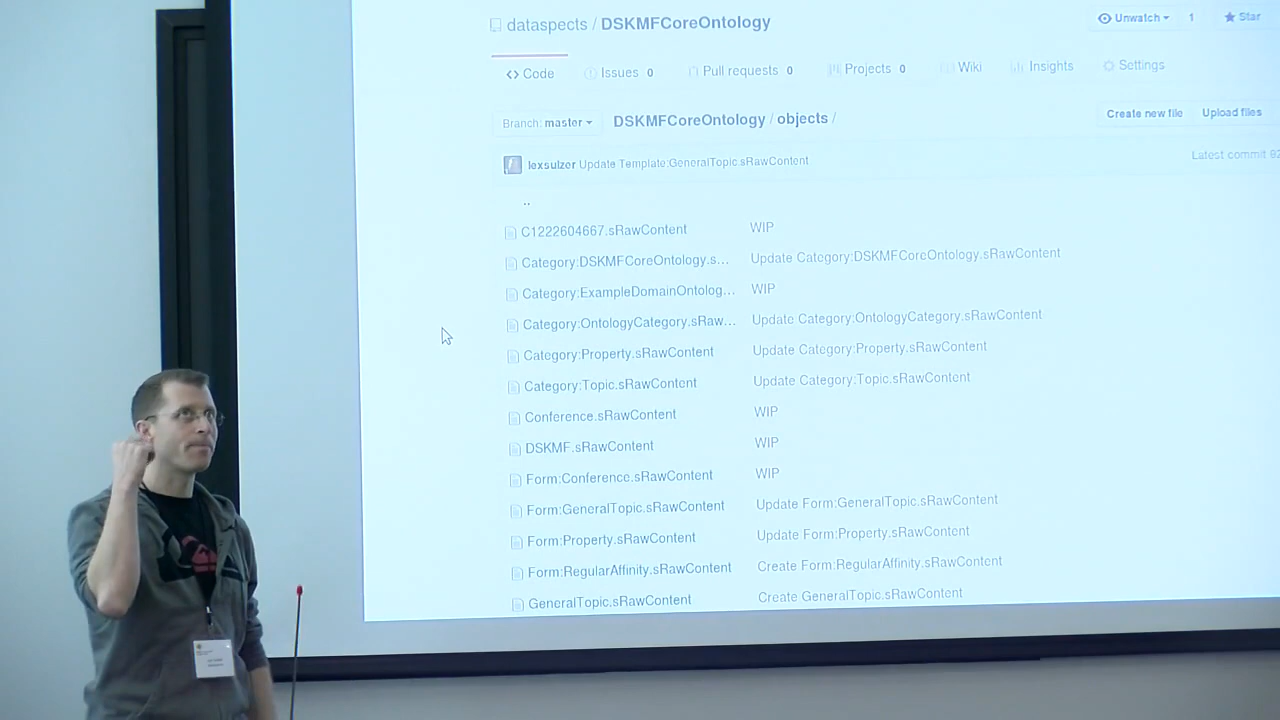 dataspects / DSKMFCoreOntology
Unwatch 1 Star
Code Issues 0 Pull requests 0 Projects 0 Wiki Insights Settings
Branch: master DSKMFCoreOntology / objects / Create new file Upload files
lexsulzer Update Template:GeneralTopic.sRawContent Latest commit
..
C1222604667.sRawContent WIP
Category:DSKMFCoreOntology.s... Update Category:DSKMFCoreOntology.sRawContent
Category:ExampleDomainOntolog... WIP
Category:OntologyCategory.sRaw... Update Category:OntologyCategory.sRawContent
Category:Property.sRawContent Update Category:Property.sRawContent
Category:Topic.sRawContent Update Category:Topic.sRawContent
Conference.sRawContent WIP
DSKMF.sRawContent WIP
Form:Conference.sRawContent WIP
Form:GeneralTopic.sRawContent Update Form:GeneralTopic.sRawContent
Form:Property.sRawContent Update Form:Property.sRawContent
Form:RegularAffinity.sRawContent Create Form:RegularAffinity.sRawContent
GeneralTopic.sRawContent Create GeneralTopic.sRawContent